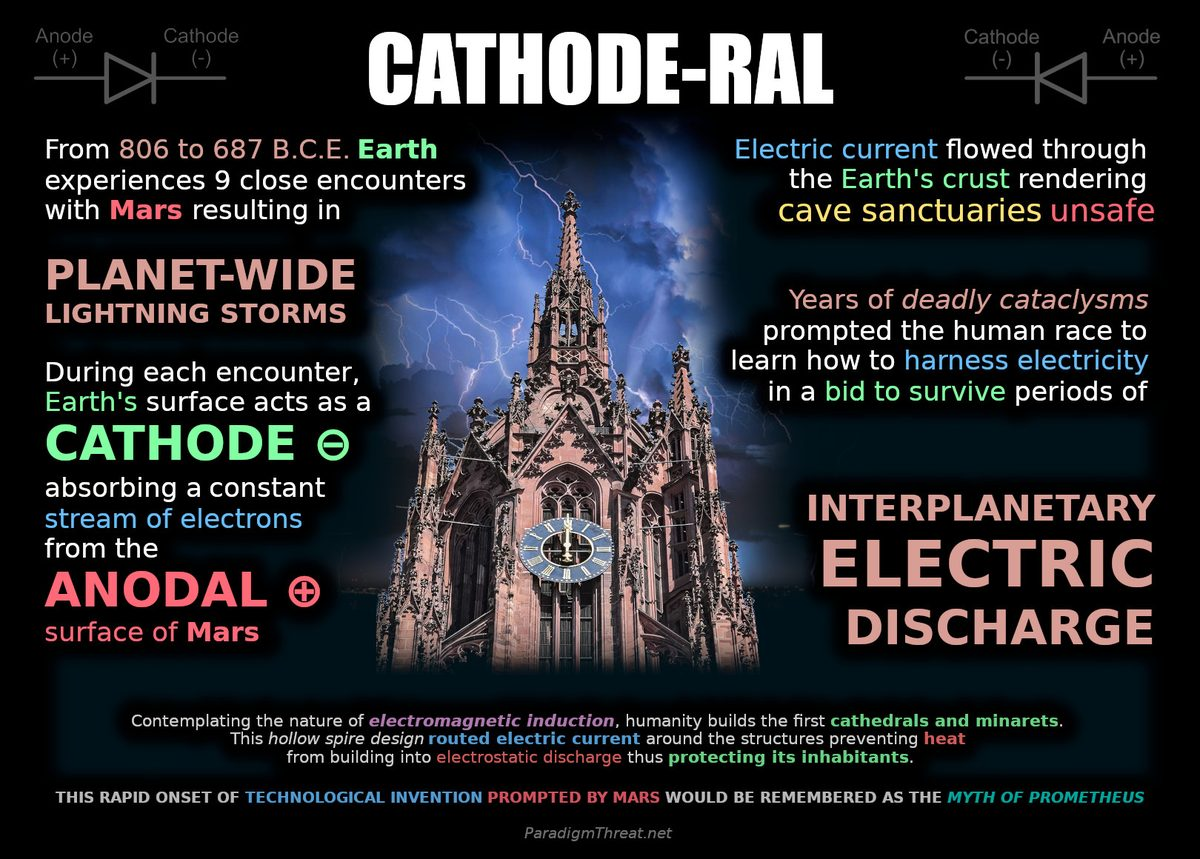 Anode
(+)
Cathode
(-)
CATHODE-RAL
Cathode
(-)
Anode
(+)
From 806 to 687 B.C.E. Earth
experiences 9 close encounters
with Mars resulting in
PLANET-WIDE
LIGHTNING STORMS
During each encounter,
Earth's surface acts as a
CATHODE ⊖
absorbing a constant
stream of electrons
from the
ANODAL ⊕
surface of Mars
Electric current flowed through
the Earth's crust rendering
cave sanctuaries unsafe
Years of deadly cataclysms
prompted the human race to
learn how to harness electricity
in a bid to survive periods of
INTERPLANETARY
ELECTRIC
DISCHARGE
Contemplating the nature of electromagnetic induction, humanity builds the first cathedrals and minarets.
This hollow spire design routed electric current around the structures preventing heat
from building into electrostatic discharge thus protecting its inhabitants.
THIS RAPID ONSET OF TECHNOLOGICAL INVENTION PROMPTED BY MARS WOULD BE REMEMBERED AS THE MYTH OF PROMETHEUS
ParadigmThreat.net